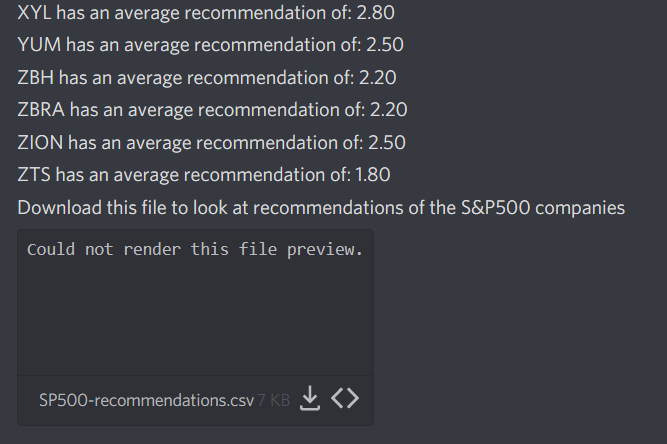 XYL has an average recommendation of: 2.80
YUM has an average recommendation of: 2.50
ZBH has an average recommendation of: 2.20
ZBRA has an average recommendation of: 2.20
ZION has an average recommendation of: 2.50
ZTS has an average recommendation of: 1.80
Download this file to look at recommendations of the S&P500 companies
Could not render this file preview.
SP500-recommendations.csv 7 KB